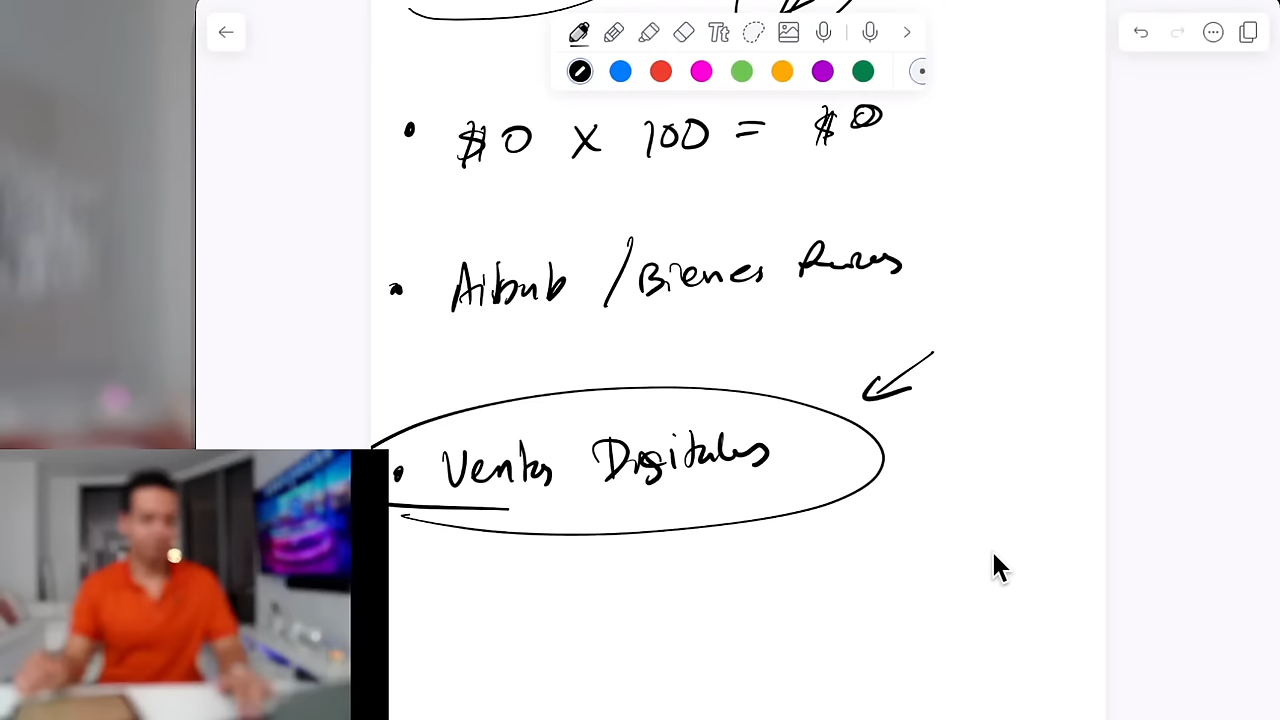 • $0 x 100 = $0
• Airbnb / Bienes Raíces
• Ventas Digitales